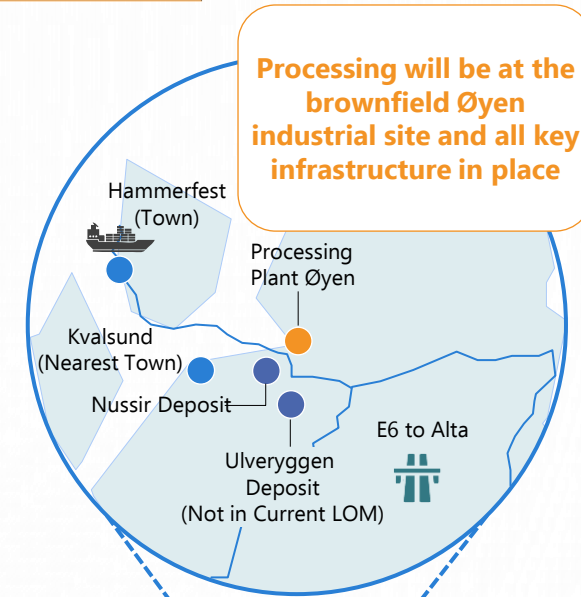 Processing will be at the
brownfield Øyen
industrial site and all key
infrastructure in place
Hammerfest
(Town)
Processing
Plant Øyen
Kvalsund
(Nearest Town)
Nussir Deposit
E6 to Alta
Ulveryggen
Deposit
(Not in Current LOM)